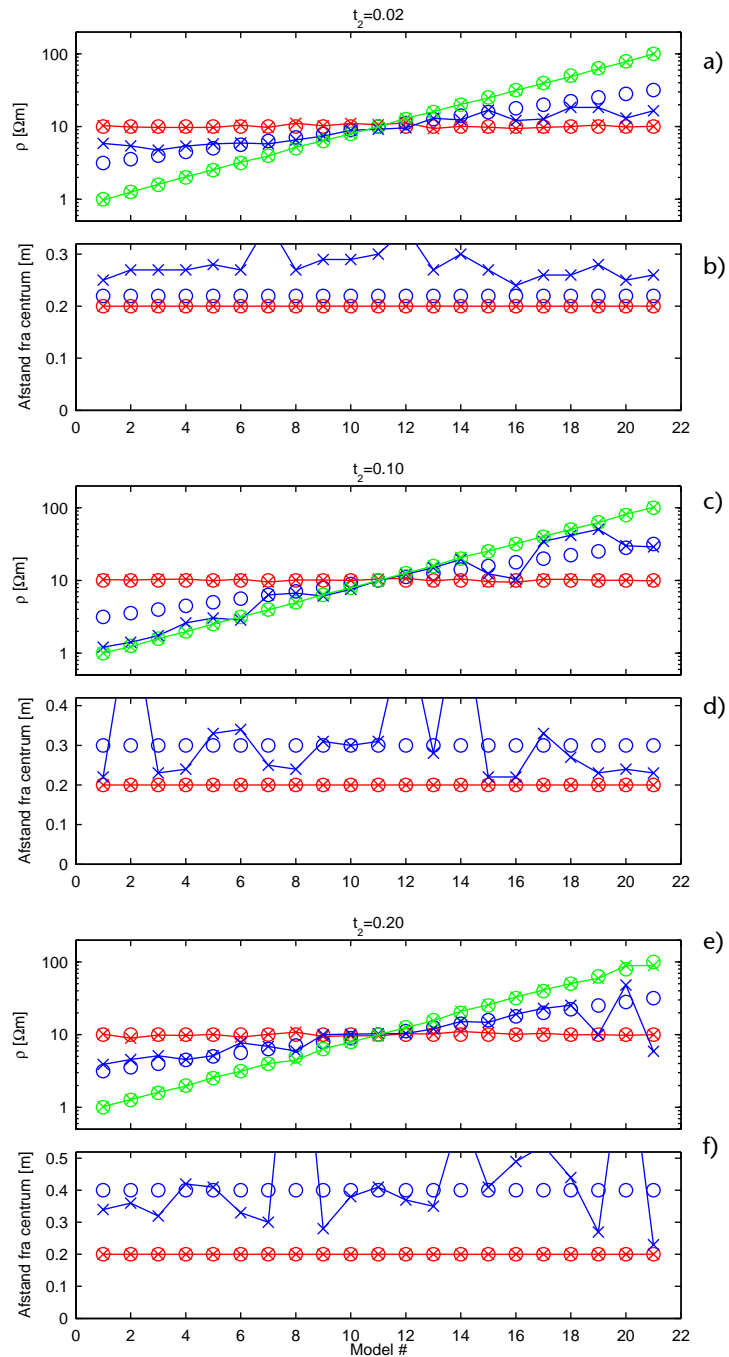 t2=0.02
a)
100
10
1
ρ [Ωm]
b)
0.3
0.2
0.1
0
Afstand fra centrum [m]
0 2 4 6 8 10 12 14 16 18 20 22
t2=0.10
c)
100
10
1
ρ [Ωm]
d)
0.4
0.3
0.2
0.1
0
Afstand fra centrum [m]
0 2 4 6 8 10 12 14 16 18 20 22
t2=0.20
e)
100
10
1
ρ [Ωm]
f)
0.5
0.4
0.3
0.2
0.1
0
Afstand fra centrum [m]
0 2 4 6 8 10 12 14 16 18 20 22
Model #